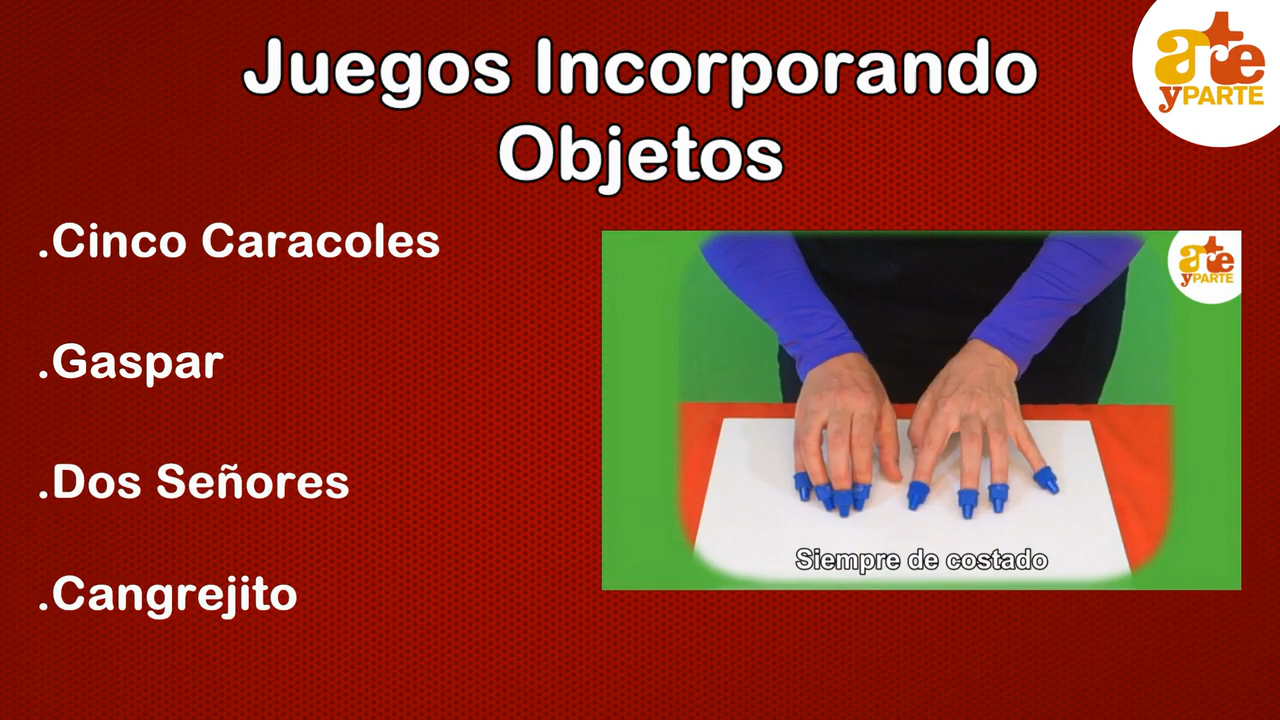 Juegos Incorporando
Objetos
arte
yPARTE
.Cinco Caracoles
.Gaspar
.Dos Señores
.Cangrejito
arte
yPARTE
Siempre de costado